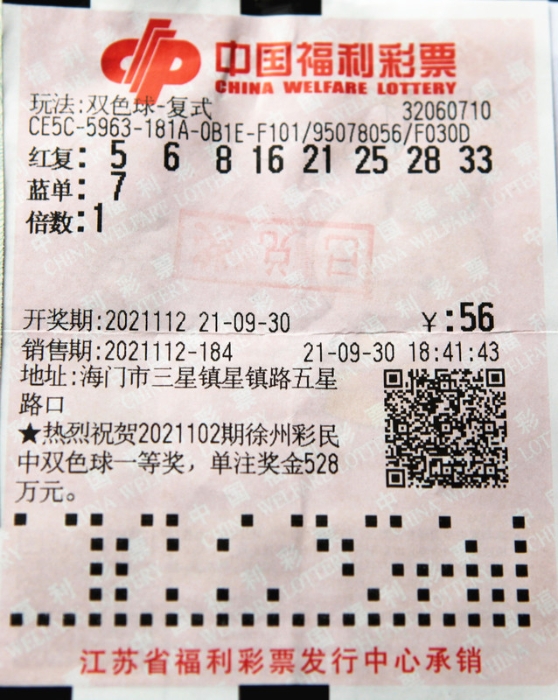 中国福利彩票
CHINA WELFARE LOTTERY
玩法:双色球-复式 32060710
CE5C-5963-181A-0B1E-F101/95078056/F030D
红复: 5 6 8 16 21 25 28 33
蓝单: 7
倍数:1
已兑奖
开奖期:2021112 21-09-30 ¥:56
销售期:2021112-184 21-09-30 18:41:43
地址:海门市三星镇星镇路五星
路口
★热烈祝贺2021102期徐州彩民
中双色球一等奖，单注奖金528
万元。
江苏省福利彩票发行中心承销